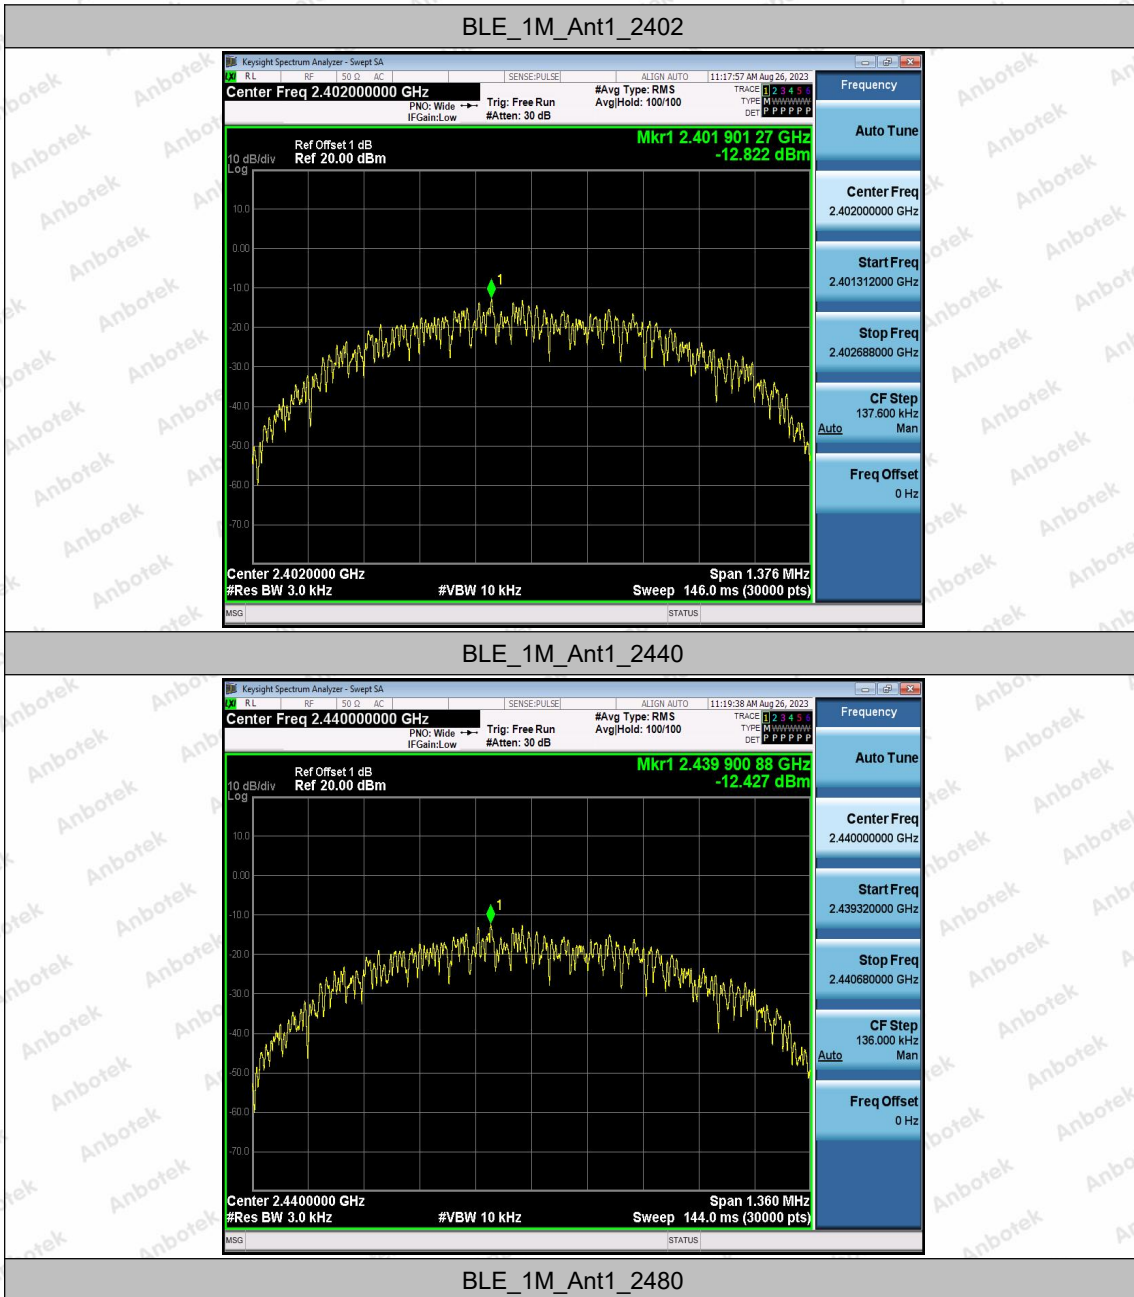 BLE_1M_Ant1_2402
Keysight Spectrum Analyzer - Swept SA
LXI RL RF 50 Ω AC SENSE:PULSE ALIGN AUTO 11:17:57 AM Aug 26, 2023
Center Freq 2.402000000 GHz
PNO: Wide
IFGain:Low
Trig: Free Run
#Atten: 30 dB
#Avg Type: RMS
Avg|Hold: 100/100
TRACE 1 2 3 4 5 6
TYPE M WWWWW
DET P P P P P P
Ref Offset 1 dB
10 dB/div Ref 20.00 dBm
Log
Mkr1 2.401 901 27 GHz
-12.822 dBm
1
10.0
0.00
-10.0
-20.0
-30.0
-40.0
-50.0
-60.0
-70.0
Center 2.4020000 GHz Span 1.376 MHz
#Res BW 3.0 kHz #VBW 10 kHz Sweep 146.0 ms (30000 pts)
MSG STATUS
Frequency
Auto Tune
Center Freq
2.402000000 GHz
Start Freq
2.401312000 GHz
Stop Freq
2.402688000 GHz
CF Step
137.600 kHz
Auto Man
Freq Offset
0 Hz
BLE_1M_Ant1_2440
Keysight Spectrum Analyzer - Swept SA
LXI RL RF 50 Ω AC SENSE:PULSE ALIGN AUTO 11:19:38 AM Aug 26, 2023
Center Freq 2.440000000 GHz
PNO: Wide
IFGain:Low
Trig: Free Run
#Atten: 30 dB
#Avg Type: RMS
Avg|Hold: 100/100
TRACE 1 2 3 4 5 6
TYPE M WWWWW
DET P P P P P P
Ref Offset 1 dB
10 dB/div Ref 20.00 dBm
Log
Mkr1 2.439 900 88 GHz
-12.427 dBm
1
10.0
0.00
-10.0
-20.0
-30.0
-40.0
-50.0
-60.0
-70.0
Center 2.4400000 GHz Span 1.360 MHz
#Res BW 3.0 kHz #VBW 10 kHz Sweep 144.0 ms (30000 pts)
MSG STATUS
Frequency
Auto Tune
Center Freq
2.440000000 GHz
Start Freq
2.439320000 GHz
Stop Freq
2.440680000 GHz
CF Step
136.000 kHz
Auto Man
Freq Offset
0 Hz
BLE_1M_Ant1_2480